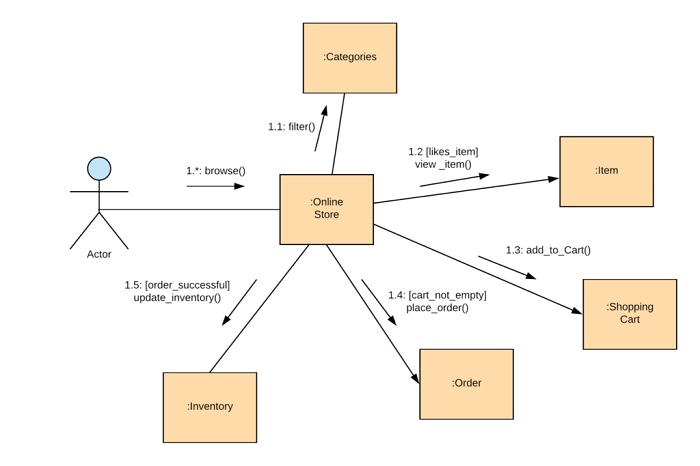 :Categories
1.1: filter()
1.2 [likes_item]
view _item()
:Item
1.*: browse()
:Online
Store
Actor
1.3: add_to_Cart()
1.5: [order_successful]
update_inventory()
1.4: [cart_not_empty]
place_order()
:Shopping
Cart
:Order
:Inventory